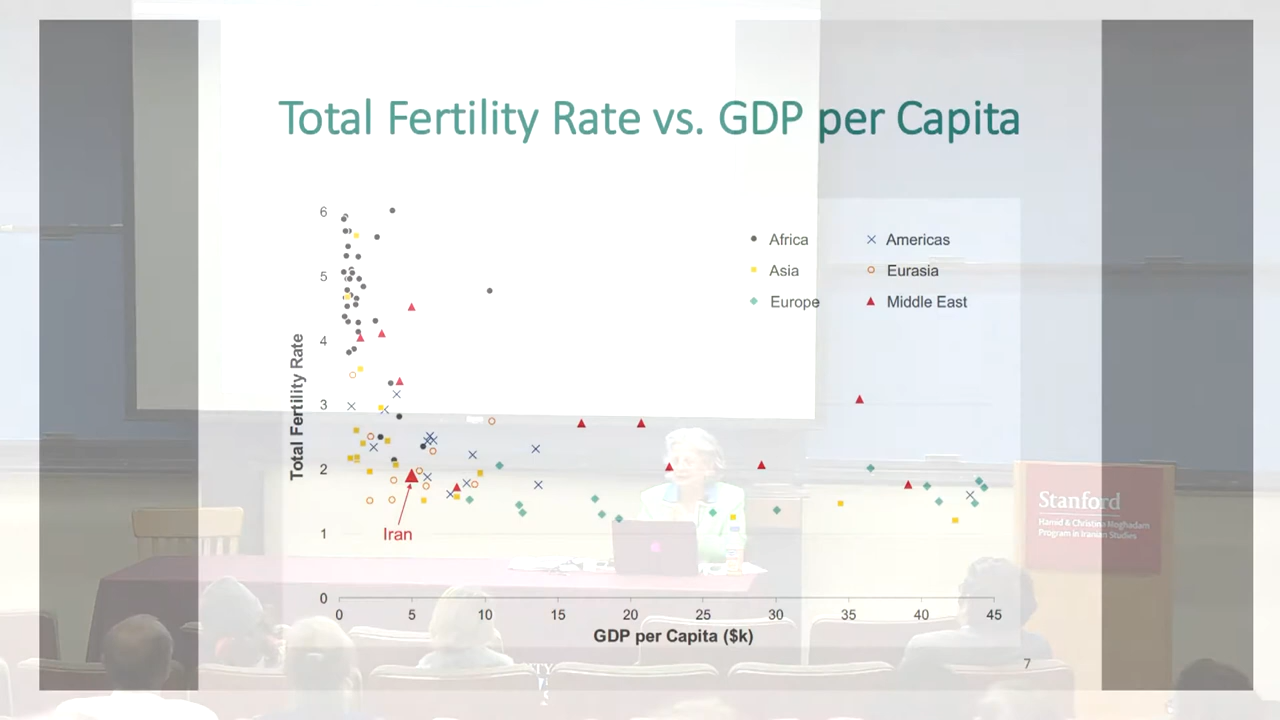 Total Fertility Rate vs. GDP per Capita
6
5
4
3
2
1
0
Total Fertility Rate
Africa
Americas
Asia
Eurasia
Europe
Middle East
Iran
0 5 10 15 20 25 30 35 40 45
GDP per Capita ($k)
7
Stanford
Hamid & Christina Moghadam
Program in Iranian Studies